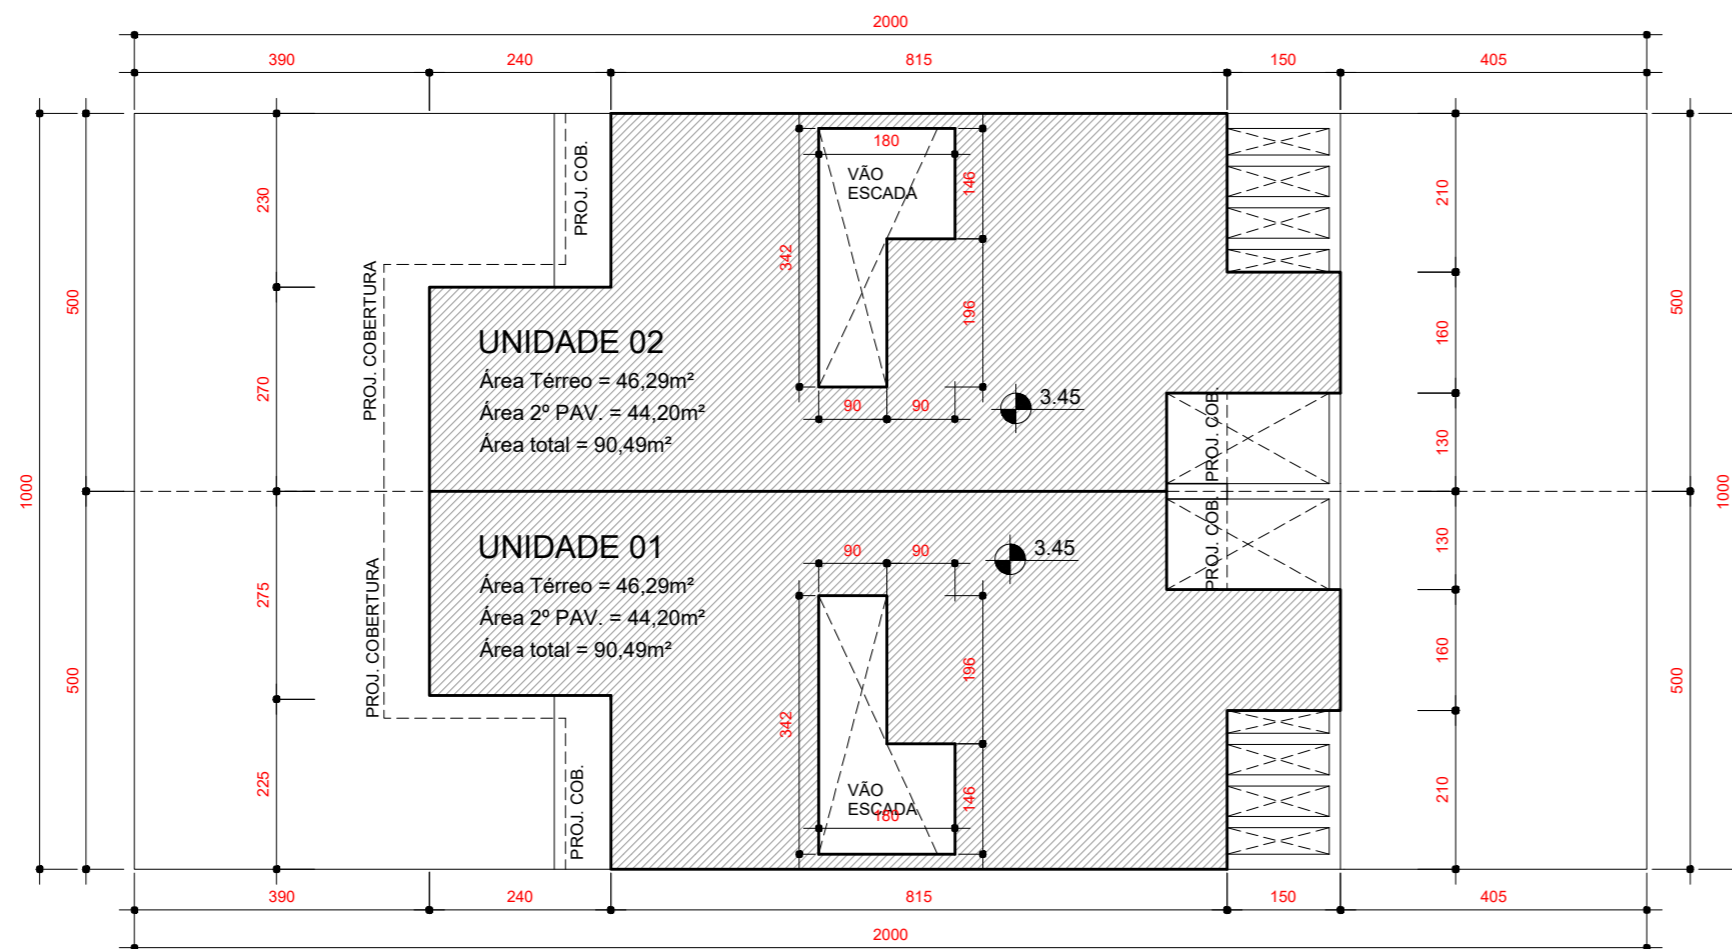 2000
390 240 815 150 405
PROJ. COB.
180
VÃO
ESCADA
146
230
210
342
196
500
500
PROJ. COBERTURA
160
UNIDADE 02
Área Térreo = 46,29m²
Área 2º PAV. = 44,20m²
Área total = 90,49m²
270
90 90
3.45
PROJ. COB.
130
1000
1000
UNIDADE 01
Área Térreo = 46,29m²
Área 2º PAV. = 44,20m²
Área total = 90,49m²
90 90
3.45
PROJ. COB.
130
275
PROJ. COBERTURA
500
196
160
500
342
VÃO
ESCADA
180
146
225
PROJ. COB.
210
390 240 815 150 405
2000